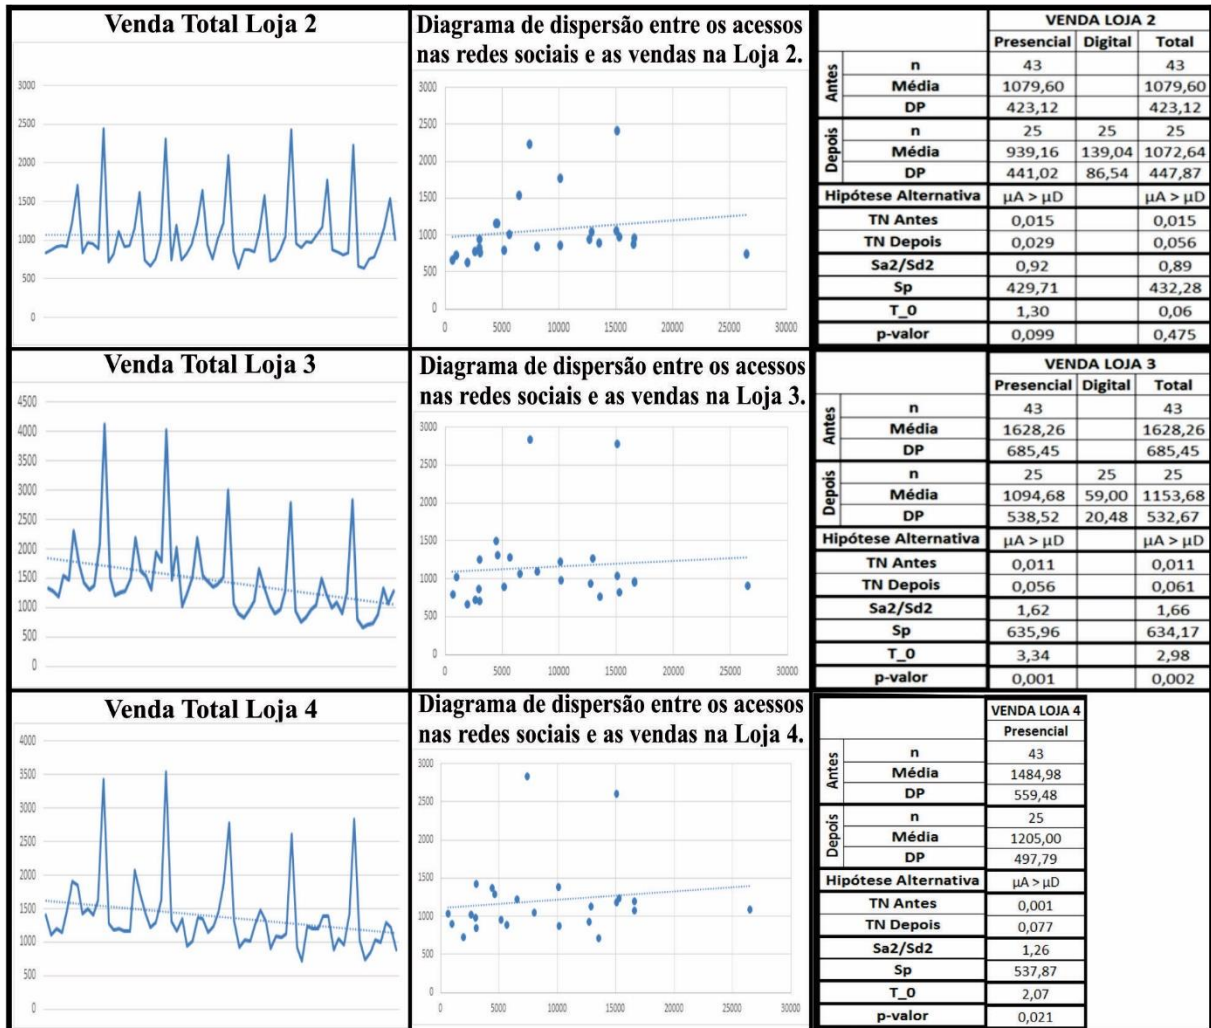 Venda Total Loja 2
3000
2500
2000
1500
1000
500
0
Diagrama de dispersão entre os acessos
nas redes sociais e as vendas na Loja 2.
3000
2500
2000
1500
1000
500
0
0 5000 10000 15000 20000 25000 30000
VENDA LOJA 2
Presencial Digital Total
Antes
n 43 43
Média 1079,60 1079,60
DP 423,12 423,12
Depois
n 25 25 25
Média 939,16 139,04 1072,64
DP 441,02 86,54 447,87
Hipótese Alternativa μA > μD μA > μD
TN Antes 0,015 0,015
TN Depois 0,029 0,056
Sa2/Sd2 0,92 0,89
Sp 429,71 432,28
T_0 1,30 0,06
p-valor 0,099 0,475
Venda Total Loja 3
4500
4000
3500
3000
2500
2000
1500
1000
500
0
Diagrama de dispersão entre os acessos
nas redes sociais e as vendas na Loja 3.
3000
2500
2000
1500
1000
500
0
0 5000 10000 15000 20000 25000 30000
VENDA LOJA 3
Presencial Digital Total
Antes
n 43 43
Média 1628,26 1628,26
DP 685,45 685,45
Depois
n 25 25 25
Média 1094,68 59,00 1153,68
DP 538,52 20,48 532,67
Hipótese Alternativa μA > μD μA > μD
TN Antes 0,011 0,011
TN Depois 0,056 0,061
Sa2/Sd2 1,62 1,66
Sp 635,96 634,17
T_0 3,34 2,98
p-valor 0,001 0,002
Venda Total Loja 4
4000
3500
3000
2500
2000
1500
1000
500
0
Diagrama de dispersão entre os acessos
nas redes sociais e as vendas na Loja 4.
3000
2500
2000
1500
1000
500
0
0 5000 10000 15000 20000 25000 30000
VENDA LOJA 4
Presencial
Antes
n 43
Média 1484,98
DP 559,48
Depois
n 25
Média 1205,00
DP 497,79
Hipótese Alternativa μA > μD
TN Antes 0,001
TN Depois 0,077
Sa2/Sd2 1,26
Sp 537,87
T_0 2,07
p-valor 0,021